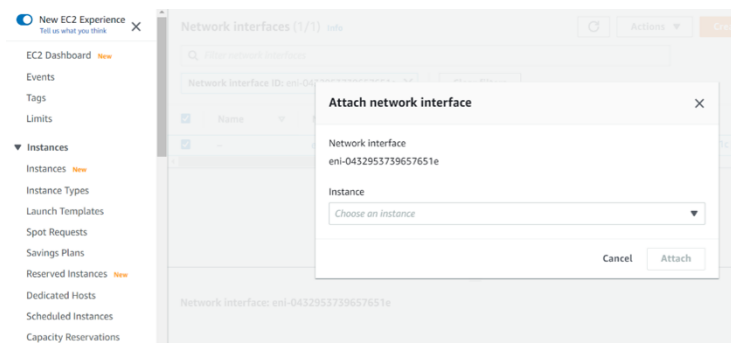 New EC2 Experience
Tell us what you think
EC2 Dashboard New
Events
Tags
Limits
Instances
Instances New
Instance Types
Launch Templates
Spot Requests
Savings Plans
Reserved Instances New
Dedicated Hosts
Scheduled Instances
Capacity Reservations
Network interfaces (1/1) Info
Actions
Filter network interfaces
Network interface ID:
Name
Attach network interface
Network interface
eni-0432953739657651e
Instance
Choose an instance
Cancel Attach
Network interface: eni-0432953739657651e